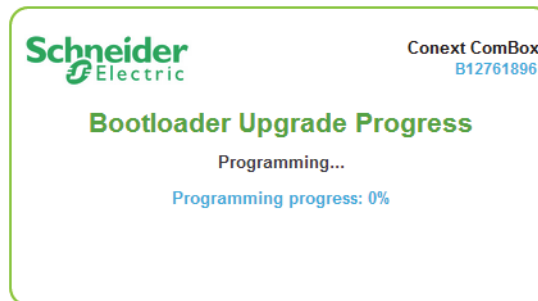 Schneider
Electric
Conext ComBox
B12761896
Bootloader Upgrade Progress
Programming...
Programming progress: 0%